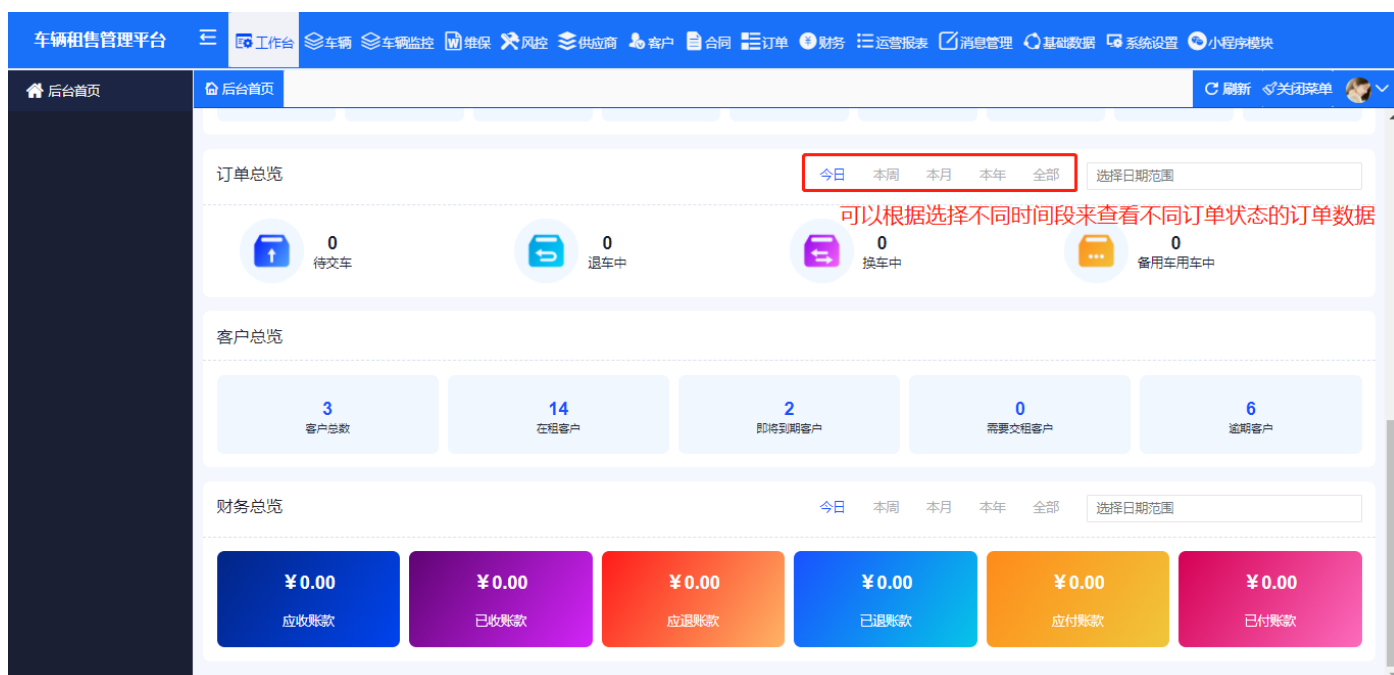 车辆租售管理平台 工作台 车辆 车辆监控 维保 风控 供应商 客户 合同 订单 财务 运营报表 消息管理 基础数据 系统设置 小程序模块
后台首页 后台首页 刷新 关闭菜单
订单总览 今日 本周 本月 本年 全部 选择日期范围
可以根据选择不同时间段来查看不同订单状态的订单数据
0 0 0 0
待交车 退车中 换车中 备用车用车中
客户总览
3 14 2 0 6
客户总数 在租客户 即将到期客户 需要交租客户 逾期客户
财务总览 今日 本周 本月 本年 全部 选择日期范围
¥0.00 ¥0.00 ¥0.00 ¥0.00 ¥0.00 ¥0.00
应收账款 已收账款 应退账款 已退账款 应付账款 已付账款